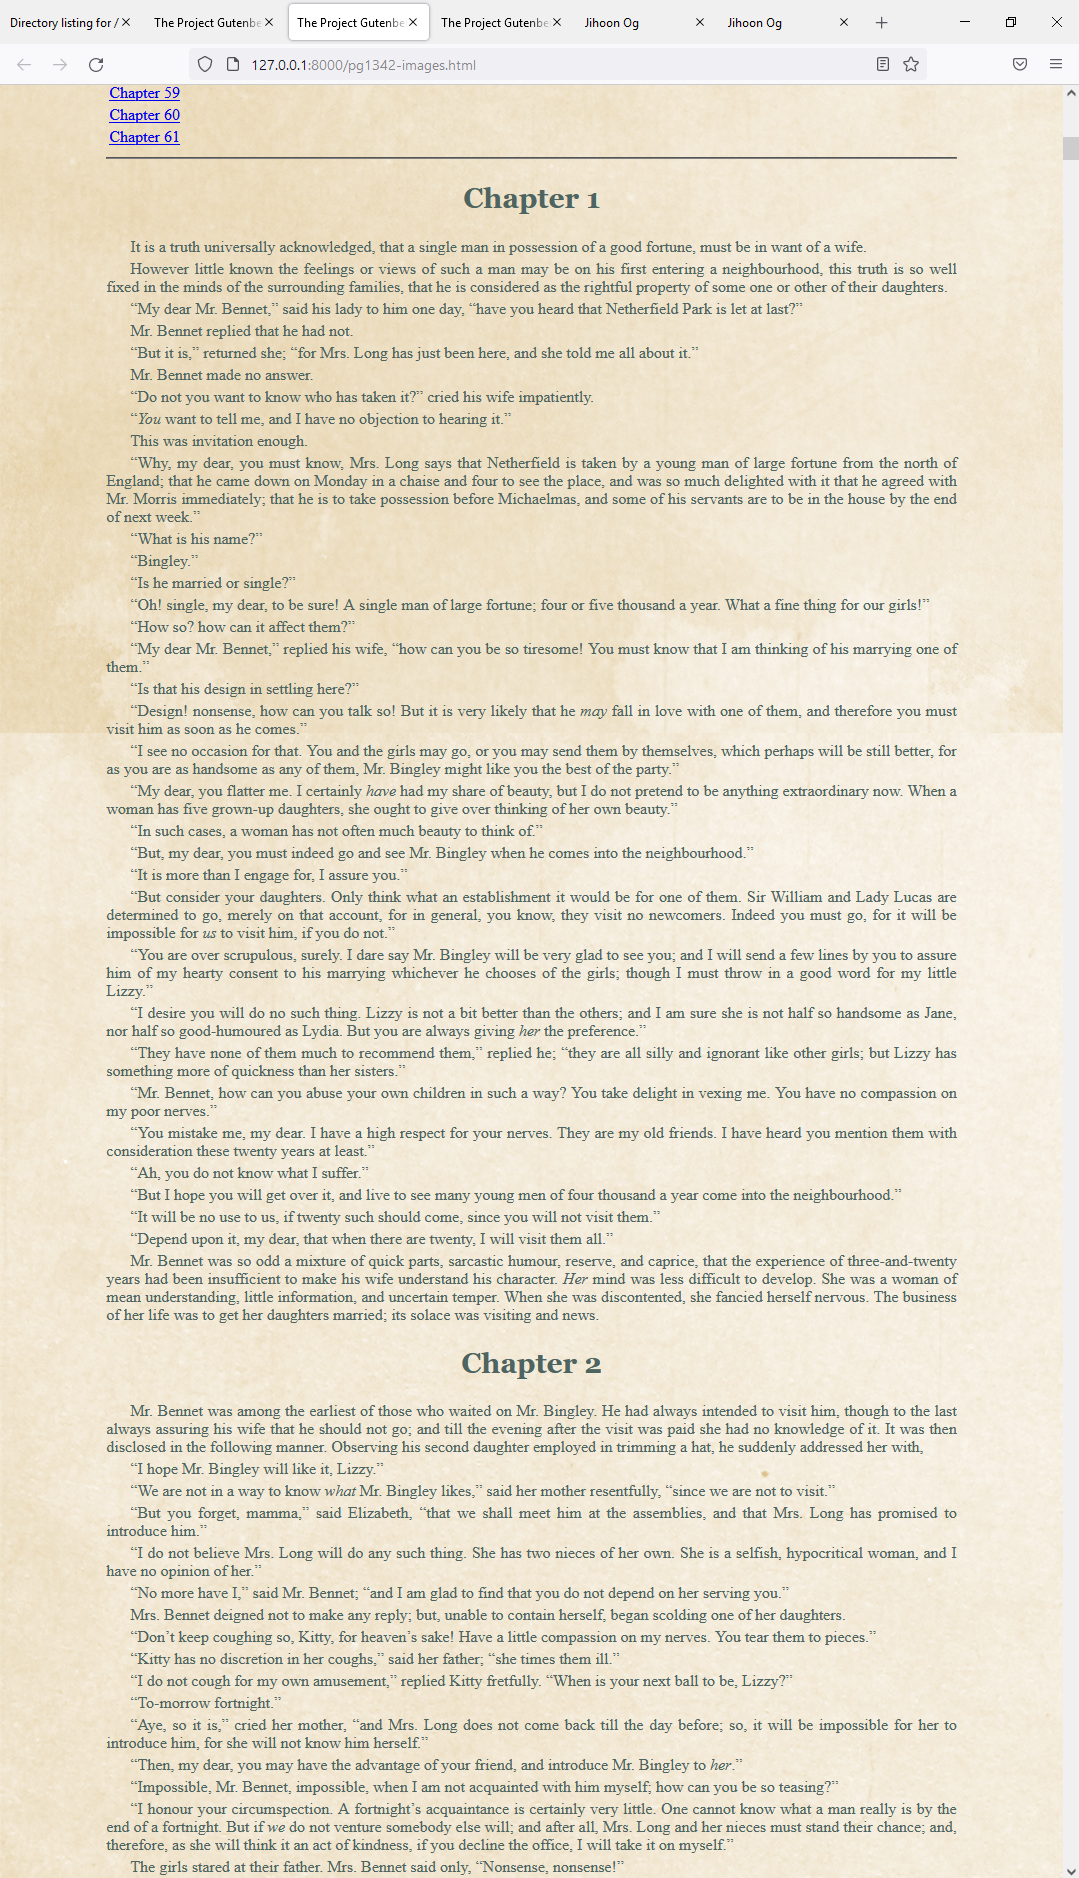 Directory listing for /
The Project Gutenbe
The Project Gutenbe
The Project Gutenbe
Jihoon Og
Jihoon Og
127.0.0.1:8000/pg1342-images.html
Chapter 59
Chapter 60
Chapter 61
Chapter 1
It is a truth universally acknowledged, that a single man in possession of a good fortune, must be in want of a wife.
However little known the feelings or views of such a man may be on his first entering a neighbourhood, this truth is so well
fixed in the minds of the surrounding families, that he is considered as the rightful property of some one or other of their daughters.
“My dear Mr. Bennet,” said his lady to him one day, “have you heard that Netherfield Park is let at last?”
Mr. Bennet replied that he had not.
“But it is,” returned she; “for Mrs. Long has just been here, and she told me all about it.”
Mr. Bennet made no answer.
“Do not you want to know who has taken it?” cried his wife impatiently.
“You want to tell me, and I have no objection to hearing it.”
This was invitation enough.
“Why, my dear, you must know, Mrs. Long says that Netherfield is taken by a young man of large fortune from the north of
England; that he came down on Monday in a chaise and four to see the place, and was so much delighted with it that he agreed with
Mr. Morris immediately; that he is to take possession before Michaelmas, and some of his servants are to be in the house by the end
of next week.”
“What is his name?”
“Bingley.”
“Is he married or single?”
“Oh! single, my dear, to be sure! A single man of large fortune; four or five thousand a year. What a fine thing for our girls!”
“How so? how can it affect them?”
“My dear Mr. Bennet,” replied his wife, “how can you be so tiresome! You must know that I am thinking of his marrying one of
them.”
“Is that his design in settling here?”
“Design! nonsense, how can you talk so! But it is very likely that he may fall in love with one of them, and therefore you must
visit him as soon as he comes.”
“I see no occasion for that. You and the girls may go, or you may send them by themselves, which perhaps will be still better, for
as you are as handsome as any of them, Mr. Bingley might like you the best of the party.”
“My dear, you flatter me. I certainly have had my share of beauty, but I do not pretend to be anything extraordinary now. When a
woman has five grown-up daughters, she ought to give over thinking of her own beauty.”
“In such cases, a woman has not often much beauty to think of.”
“But, my dear, you must indeed go and see Mr. Bingley when he comes into the neighbourhood.”
“It is more than I engage for, I assure you.”
“But consider your daughters. Only think what an establishment it would be for one of them. Sir William and Lady Lucas are
determined to go, merely on that account, for in general, you know, they visit no newcomers. Indeed you must go, for it will be
impossible for us to visit him, if you do not.”
“You are over scrupulous, surely. I dare say Mr. Bingley will be very glad to see you; and I will send a few lines by you to assure
him of my hearty consent to his marrying whichever he chooses of the girls; though I must throw in a good word for my little
Lizzy.”
“I desire you will do no such thing. Lizzy is not a bit better than the others; and I am sure she is not half so handsome as Jane,
nor half so good-humoured as Lydia. But you are always giving her the preference.”
“They have none of them much to recommend them,” replied he; “they are all silly and ignorant like other girls; but Lizzy has
something more of quickness than her sisters.”
“Mr. Bennet, how can you abuse your own children in such a way? You take delight in vexing me. You have no compassion on
my poor nerves.”
“You mistake me, my dear. I have a high respect for your nerves. They are my old friends. I have heard you mention them with
consideration these twenty years at least.”
“Ah, you do not know what I suffer.”
“But I hope you will get over it, and live to see many young men of four thousand a year come into the neighbourhood.”
“It will be no use to us, if twenty such should come, since you will not visit them.”
“Depend upon it, my dear, that when there are twenty, I will visit them all.”
Mr. Bennet was so odd a mixture of quick parts, sarcastic humour, reserve, and caprice, that the experience of three-and-twenty
years had been insufficient to make his wife understand his character. Her mind was less difficult to develop. She was a woman of
mean understanding, little information, and uncertain temper. When she was discontented, she fancied herself nervous. The business
of her life was to get her daughters married; its solace was visiting and news.
Chapter 2
Mr. Bennet was among the earliest of those who waited on Mr. Bingley. He had always intended to visit him, though to the last
always assuring his wife that he should not go; and till the evening after the visit was paid she had no knowledge of it. It was then
disclosed in the following manner. Observing his second daughter employed in trimming a hat, he suddenly addressed her with,
“I hope Mr. Bingley will like it, Lizzy.”
“We are not in a way to know what Mr. Bingley likes,” said her mother resentfully, “since we are not to visit.”
“But you forget, mamma,” said Elizabeth, “that we shall meet him at the assemblies, and that Mrs. Long has promised to
introduce him.”
“I do not believe Mrs. Long will do any such thing. She has two nieces of her own. She is a selfish, hypocritical woman, and I
have no opinion of her.”
“No more have I,” said Mr. Bennet; “and I am glad to find that you do not depend on her serving you.”
Mrs. Bennet deigned not to make any reply; but, unable to contain herself, began scolding one of her daughters.
“Don’t keep coughing so, Kitty, for heaven’s sake! Have a little compassion on my nerves. You tear them to pieces.”
“Kitty has no discretion in her coughs,” said her father; “she times them ill.”
“I do not cough for my own amusement,” replied Kitty fretfully. “When is your next ball to be, Lizzy?”
“To-morrow fortnight.”
“Aye, so it is,” cried her mother, “and Mrs. Long does not come back till the day before; so, it will be impossible for her to
introduce him, for she will not know him herself.”
“Then, my dear, you may have the advantage of your friend, and introduce Mr. Bingley to her.”
“Impossible, Mr. Bennet, impossible, when I am not acquainted with him myself; how can you be so teasing?”
“I honour your circumspection. A fortnight’s acquaintance is certainly very little. One cannot know what a man really is by the
end of a fortnight. But if we do not venture somebody else will; and after all, Mrs. Long and her nieces must stand their chance; and,
therefore, as she will think it an act of kindness, if you decline the office, I will take it on myself.”
The girls stared at their father. Mrs. Bennet said only, “Nonsense, nonsense!”